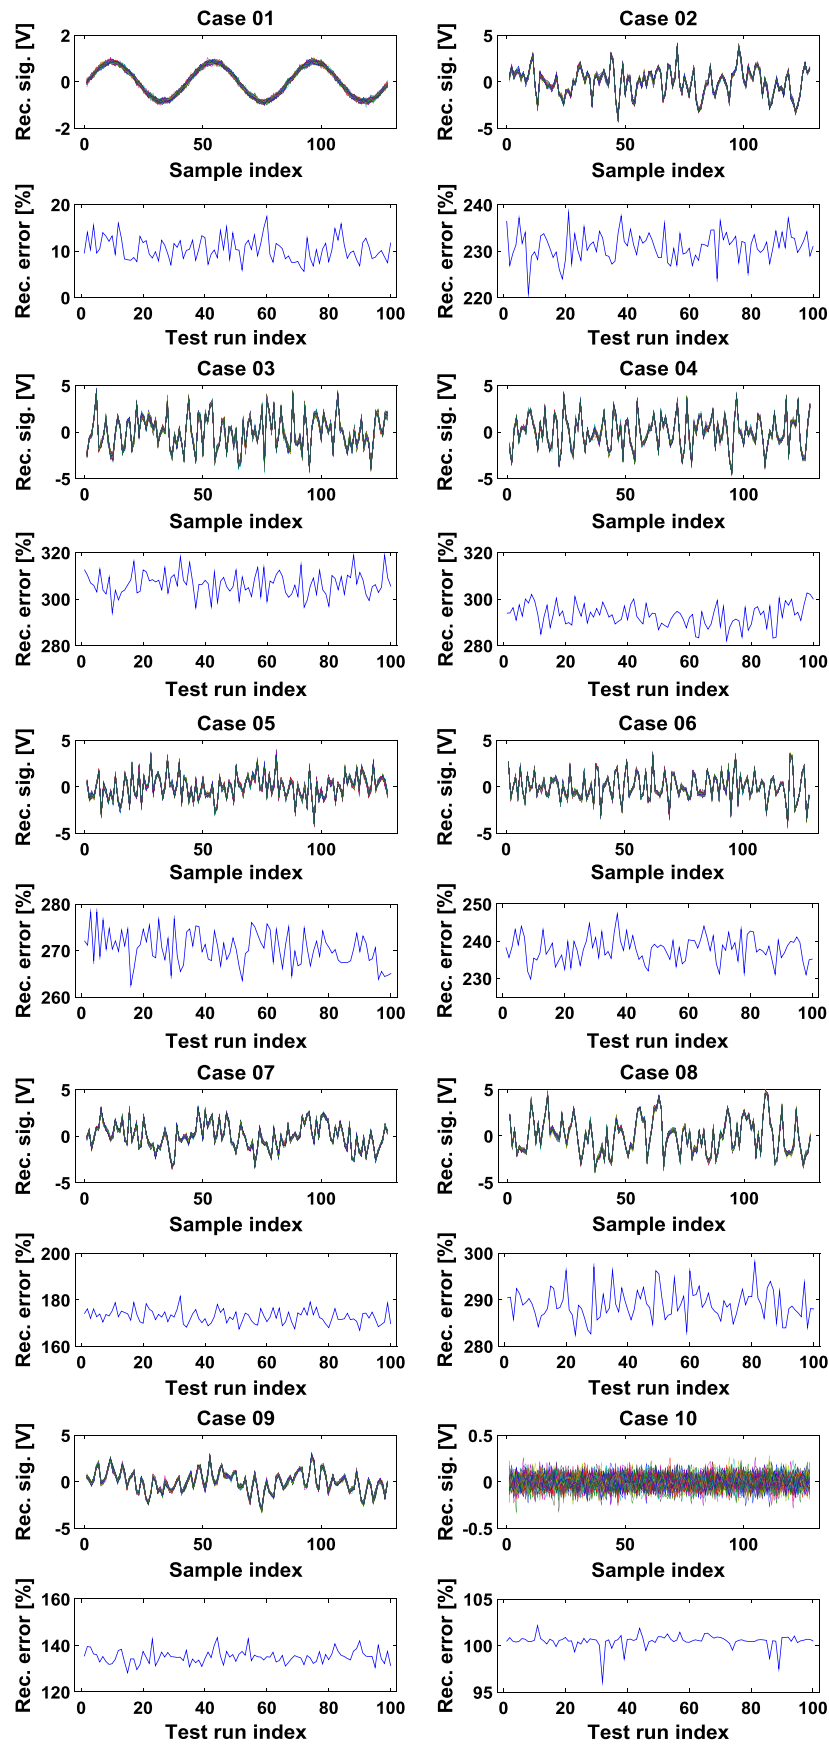 Case 01
Rec. sig. [V]
2
0
-2
0 50 100
Sample index
Rec. error [%]
20
10
0
0 20 40 60 80 100
Test run index
Case 02
Rec. sig. [V]
5
0
-5
0 50 100
Sample index
Rec. error [%]
240
230
220
0 20 40 60 80 100
Test run index
Case 03
Rec. sig. [V]
5
0
-5
0 50 100
Sample index
Rec. error [%]
320
300
280
0 20 40 60 80 100
Test run index
Case 04
Rec. sig. [V]
5
0
-5
0 50 100
Sample index
Rec. error [%]
320
300
280
0 20 40 60 80 100
Test run index
Case 05
Rec. sig. [V]
5
0
-5
0 50 100
Sample index
Rec. error [%]
280
270
260
0 20 40 60 80 100
Test run index
Case 06
Rec. sig. [V]
5
0
-5
0 50 100
Sample index
Rec. error [%]
250
240
230
0 20 40 60 80 100
Test run index
Case 07
Rec. sig. [V]
5
0
-5
0 50 100
Sample index
Rec. error [%]
200
180
160
0 20 40 60 80 100
Test run index
Case 08
Rec. sig. [V]
5
0
-5
0 50 100
Sample index
Rec. error [%]
300
290
280
0 20 40 60 80 100
Test run index
Case 09
Rec. sig. [V]
5
0
-5
0 50 100
Sample index
Rec. error [%]
160
140
120
0 20 40 60 80 100
Test run index
Case 10
Rec. sig. [V]
0.5
0
-0.5
0 50 100
Sample index
Rec. error [%]
105
100
95
0 20 40 60 80 100
Test run index